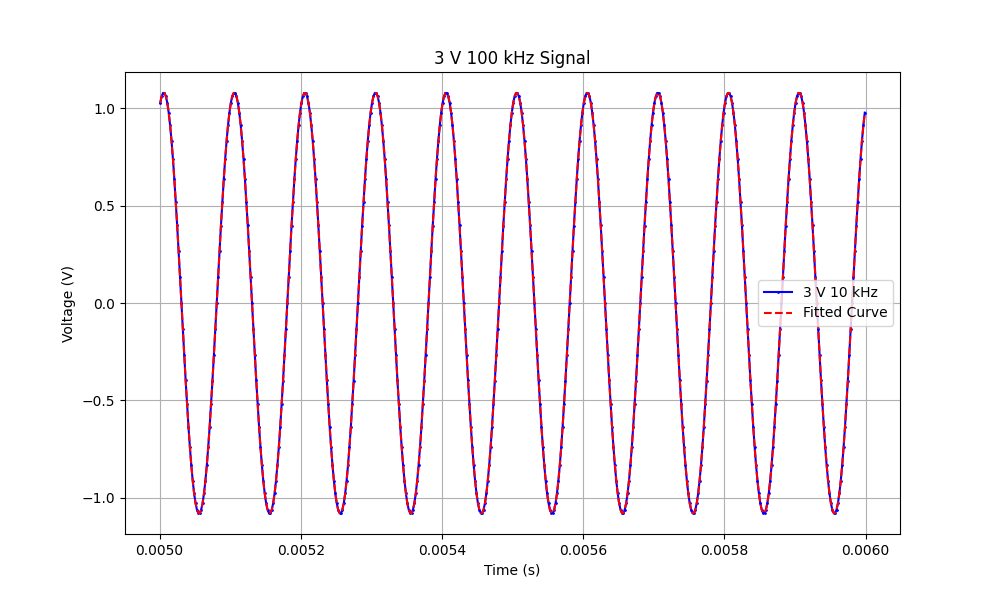 3 V 100 kHz Signal
1.0
0.5
0.0
−0.5
−1.0
Voltage (V)
3 V 10 kHz
Fitted Curve
0.0050
0.0052
0.0054
0.0056
0.0058
0.0060
Time (s)